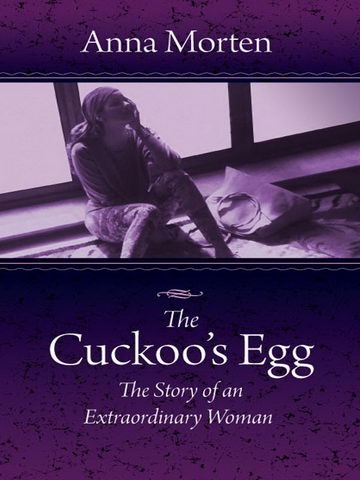 Anna Morten
The
Cuckoo's Egg
The Story of an
Extraordinary Woman